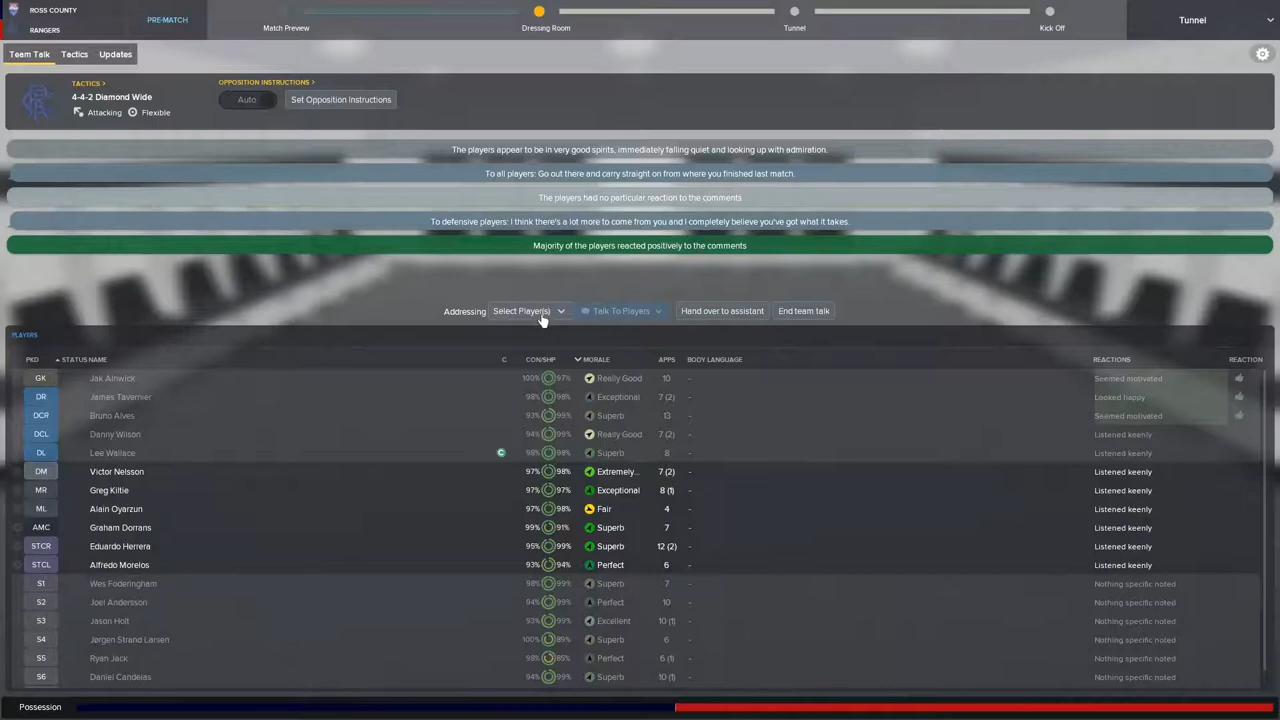 ROSS COUNTY
RANGERS
PRE-MATCH
Match Preview
Dressing Room
Tunnel
Kick Off
Tunnel
Team Talk Tactics Updates
TACTICS >
4-4-2 Diamond Wide
Attacking Flexible
OPPOSITION INSTRUCTIONS >
Auto Set Opposition Instructions
The players appear to be in very good spirits, immediately falling quiet and looking up with admiration.
To all players: Go out there and carry straight on from where you finished last match.
The players had no particular reaction to the comments
To defensive players: I think there's a lot more to come from you and I completely believe you've got what it takes.
Majority of the players reacted positively to the comments
Addressing Select Player(s) Talk To Players Hand over to assistant End team talk
PLAYERS
PKD STATUS NAME C CON/SHP MORALE APPS BODY LANGUAGE REACTIONS REACTION
GK Jak Alnwick 100% 97% Really Good 10 - Seemed motivated
DR James Tavernier 98% 98% Exceptional 7 (2) - Looked happy
DCR Bruno Alves 93% 99% Superb 13 - Seemed motivated
DCL Danny Wilson 94% 99% Really Good 7 (2) - Listened keenly
DL Lee Wallace C 98% 98% Superb 8 - Listened keenly
DM Victor Nelsson 97% 98% Extremely... 7 (2) - Listened keenly
MR Greg Kiltie 97% 97% Exceptional 8 (1) - Listened keenly
ML Alain Oyarzun 97% 98% Fair 4 - Listened keenly
AMC Graham Dorrans 99% 91% Superb 7 - Listened keenly
STCR Eduardo Herrera 95% 99% Superb 12 (2) - Listened keenly
STCL Alfredo Morelos 93% 94% Perfect 6 - Listened keenly
S1 Wes Foderingham 98% 99% Superb 7 - Nothing specific noted
S2 Joel Andersson 94% 99% Perfect 10 - Nothing specific noted
S3 Jason Holt 93% 99% Excellent 10 (1) - Nothing specific noted
S4 Jørgen Strand Larsen 100% 89% Superb 6 - Nothing specific noted
S5 Ryan Jack 98% 85% Perfect 6 (1) - Nothing specific noted
S6 Daniel Candeias 94% 99% Superb 10 (1) - Nothing specific noted
Possession